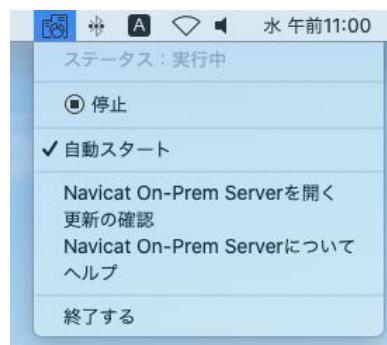 A 水 午前11:00
ステータス：実行中
停止
自動スタート
Navicat On-Prem Serverを開く
更新の確認
Navicat On-Prem Serverについて
ヘルプ
終了する